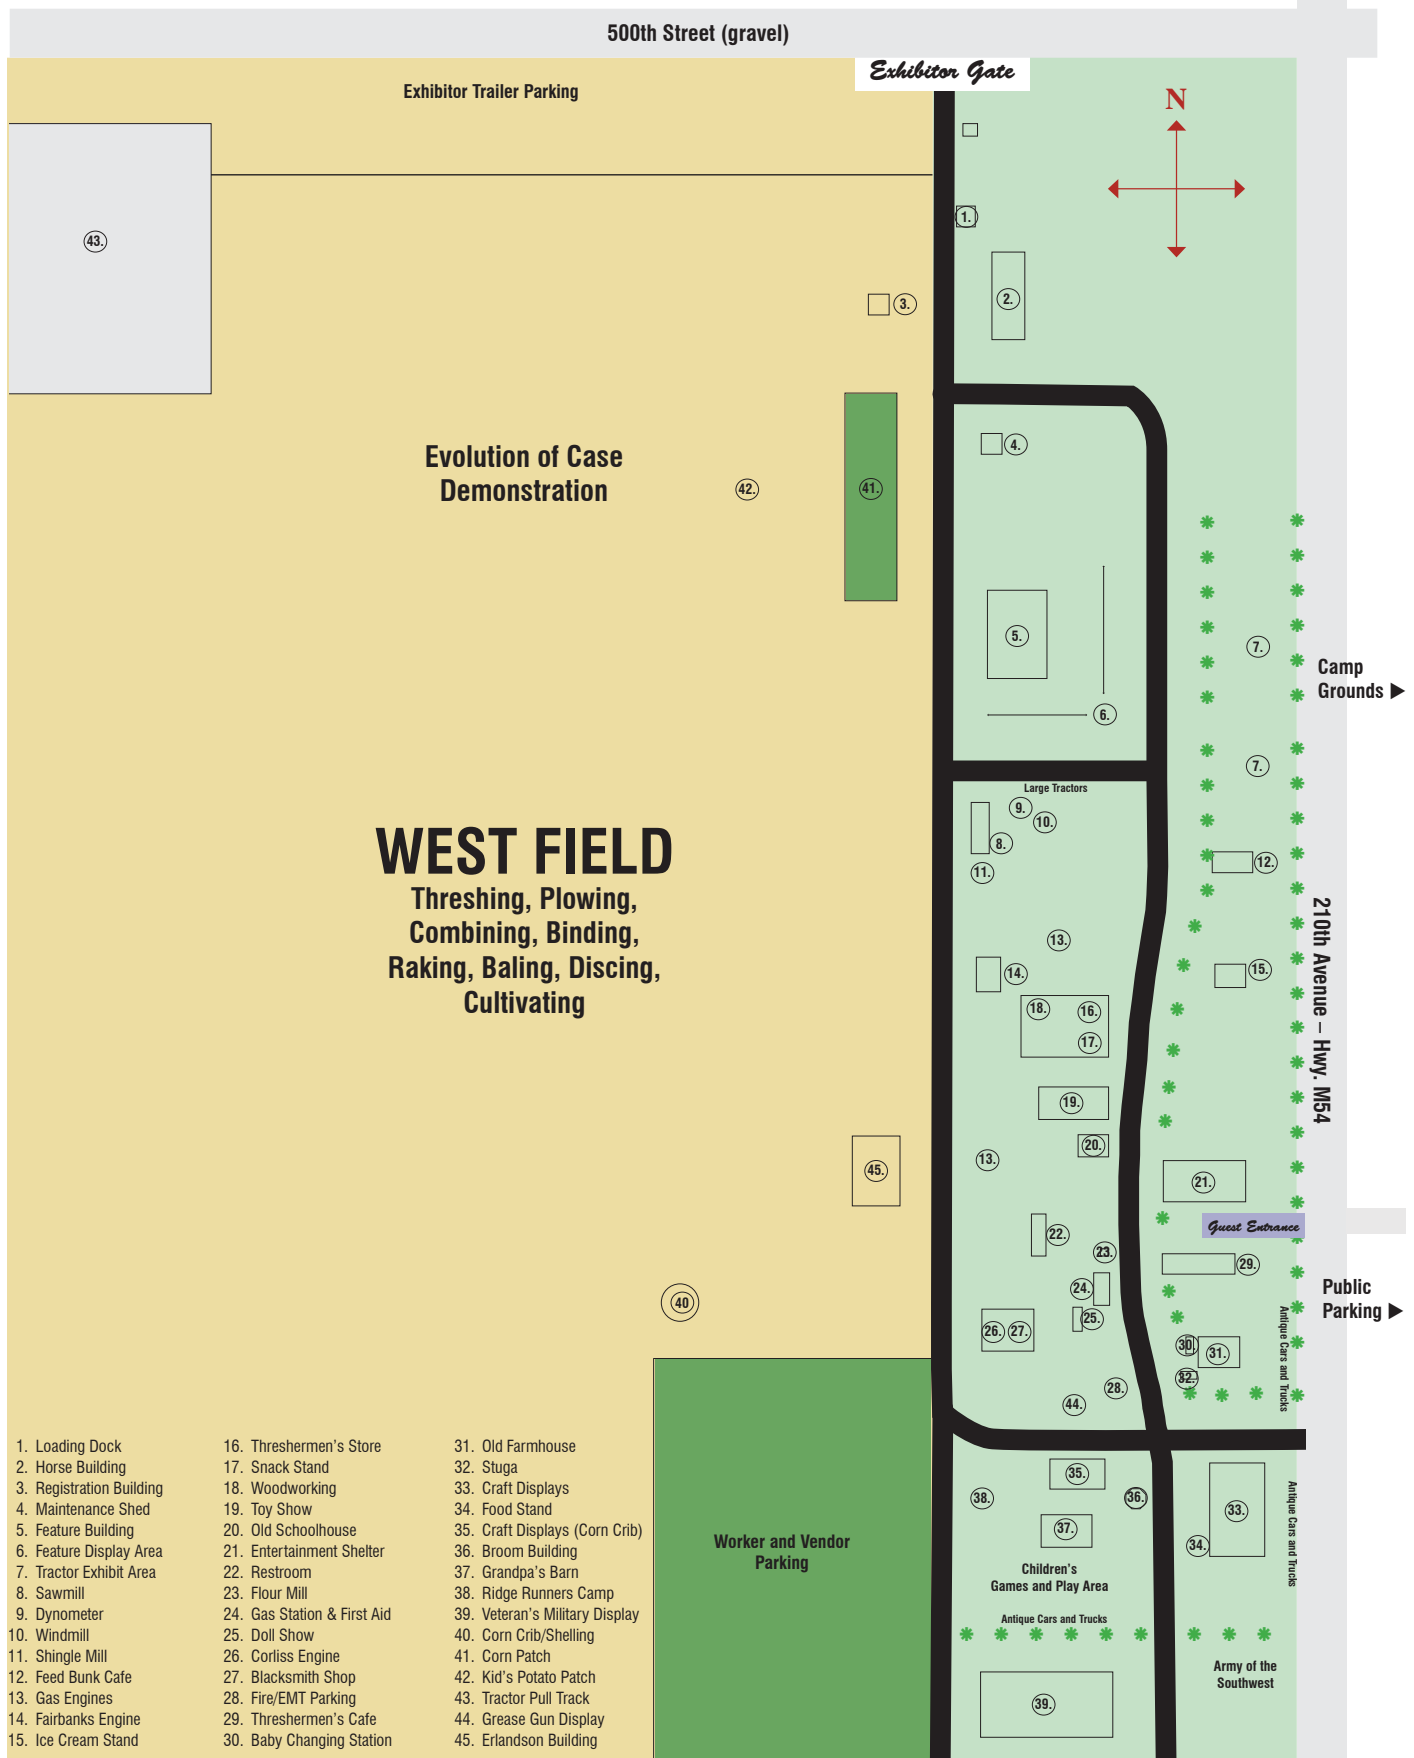 500th Street (gravel)
Exhibitor Gate
Exhibitor Trailer Parking
N
43.
1.
2.
3.
4.
Evolution of Case
Demonstration
42.
41.
5.
6.
7.
Camp
Grounds
7.
Large Tractors
9.
10.
8.
11.
12.
WEST FIELD
Threshing, Plowing,
Combining, Binding,
Raking, Baling, Discing,
Cultivating
210th Avenue – Hwy. M54
13.
14.
15.
18.
16.
17.
19.
20.
13.
45.
21.
Guest Entrance
22.
23.
29.
24.
25.
40
26.
27.
Public
Parking
Antique Cars and Trucks
30.
31.
32.
28.
44.
35.
38.
36.
37.
33.
34.
Antique Cars and Trucks
Worker and Vendor
Parking
Children's
Games and Play Area
Antique Cars and Trucks
Army of the
Southwest
39.
1. Loading Dock
2. Horse Building
3. Registration Building
4. Maintenance Shed
5. Feature Building
6. Feature Display Area
7. Tractor Exhibit Area
8. Sawmill
9. Dynometer
10. Windmill
11. Shingle Mill
12. Feed Bunk Cafe
13. Gas Engines
14. Fairbanks Engine
15. Ice Cream Stand
16. Threshermen's Store
17. Snack Stand
18. Woodworking
19. Toy Show
20. Old Schoolhouse
21. Entertainment Shelter
22. Restroom
23. Flour Mill
24. Gas Station & First Aid
25. Doll Show
26. Corliss Engine
27. Blacksmith Shop
28. Fire/EMT Parking
29. Threshermen's Cafe
30. Baby Changing Station
31. Old Farmhouse
32. Stuga
33. Craft Displays
34. Food Stand
35. Craft Displays (Corn Crib)
36. Broom Building
37. Grandpa's Barn
38. Ridge Runners Camp
39. Veteran's Military Display
40. Corn Crib/Shelling
41. Corn Patch
42. Kid's Potato Patch
43. Tractor Pull Track
44. Grease Gun Display
45. Erlandson Building